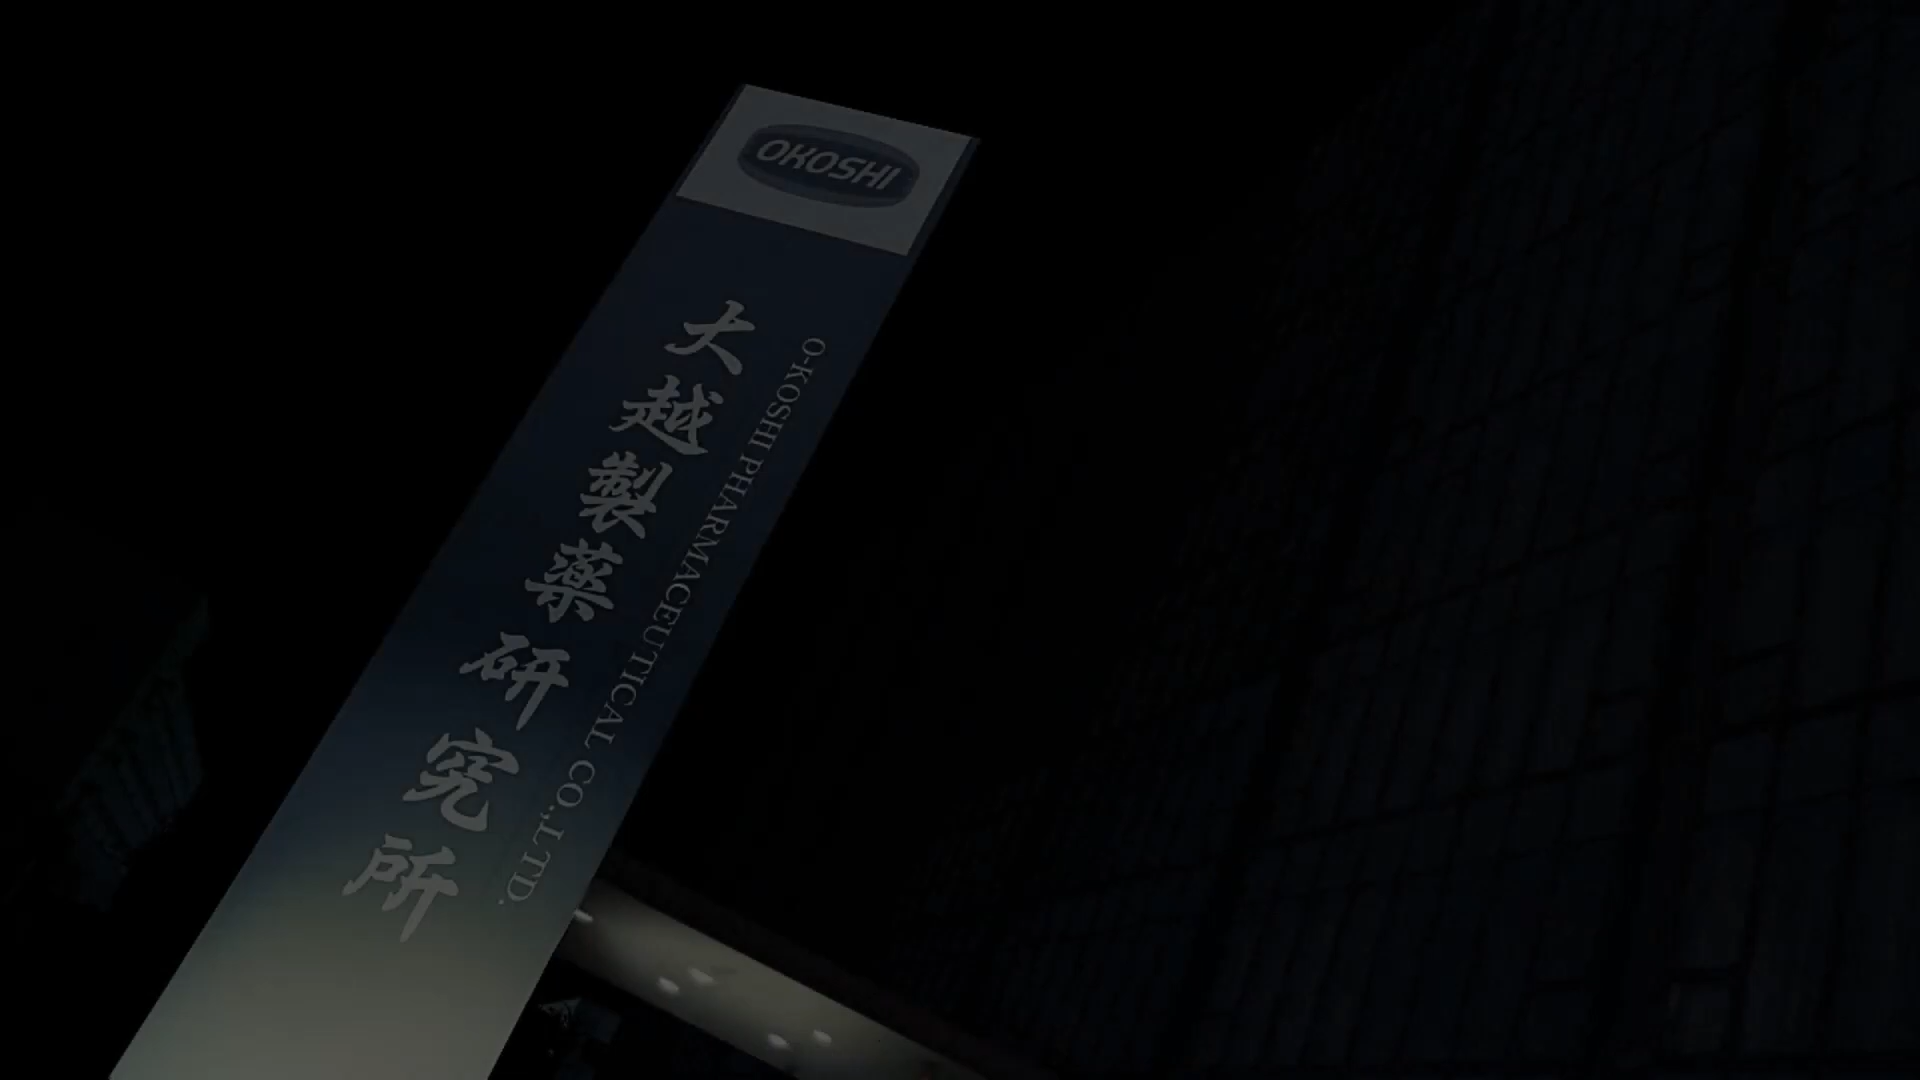 OKOSHI
大越製薬研究所
O-KOSHI PHARMACEUTICAL CO.,LTD.